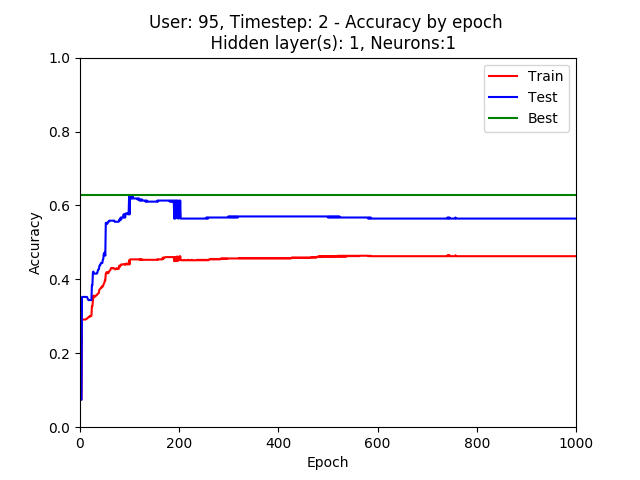 User: 95, Timestep: 2 - Accuracy by epoch
Hidden layer(s): 1, Neurons:1
Train
Test
Best
Accuracy
1.0
0.8
0.6
0.4
0.2
0.0
0 200 400 600 800 1000
Epoch